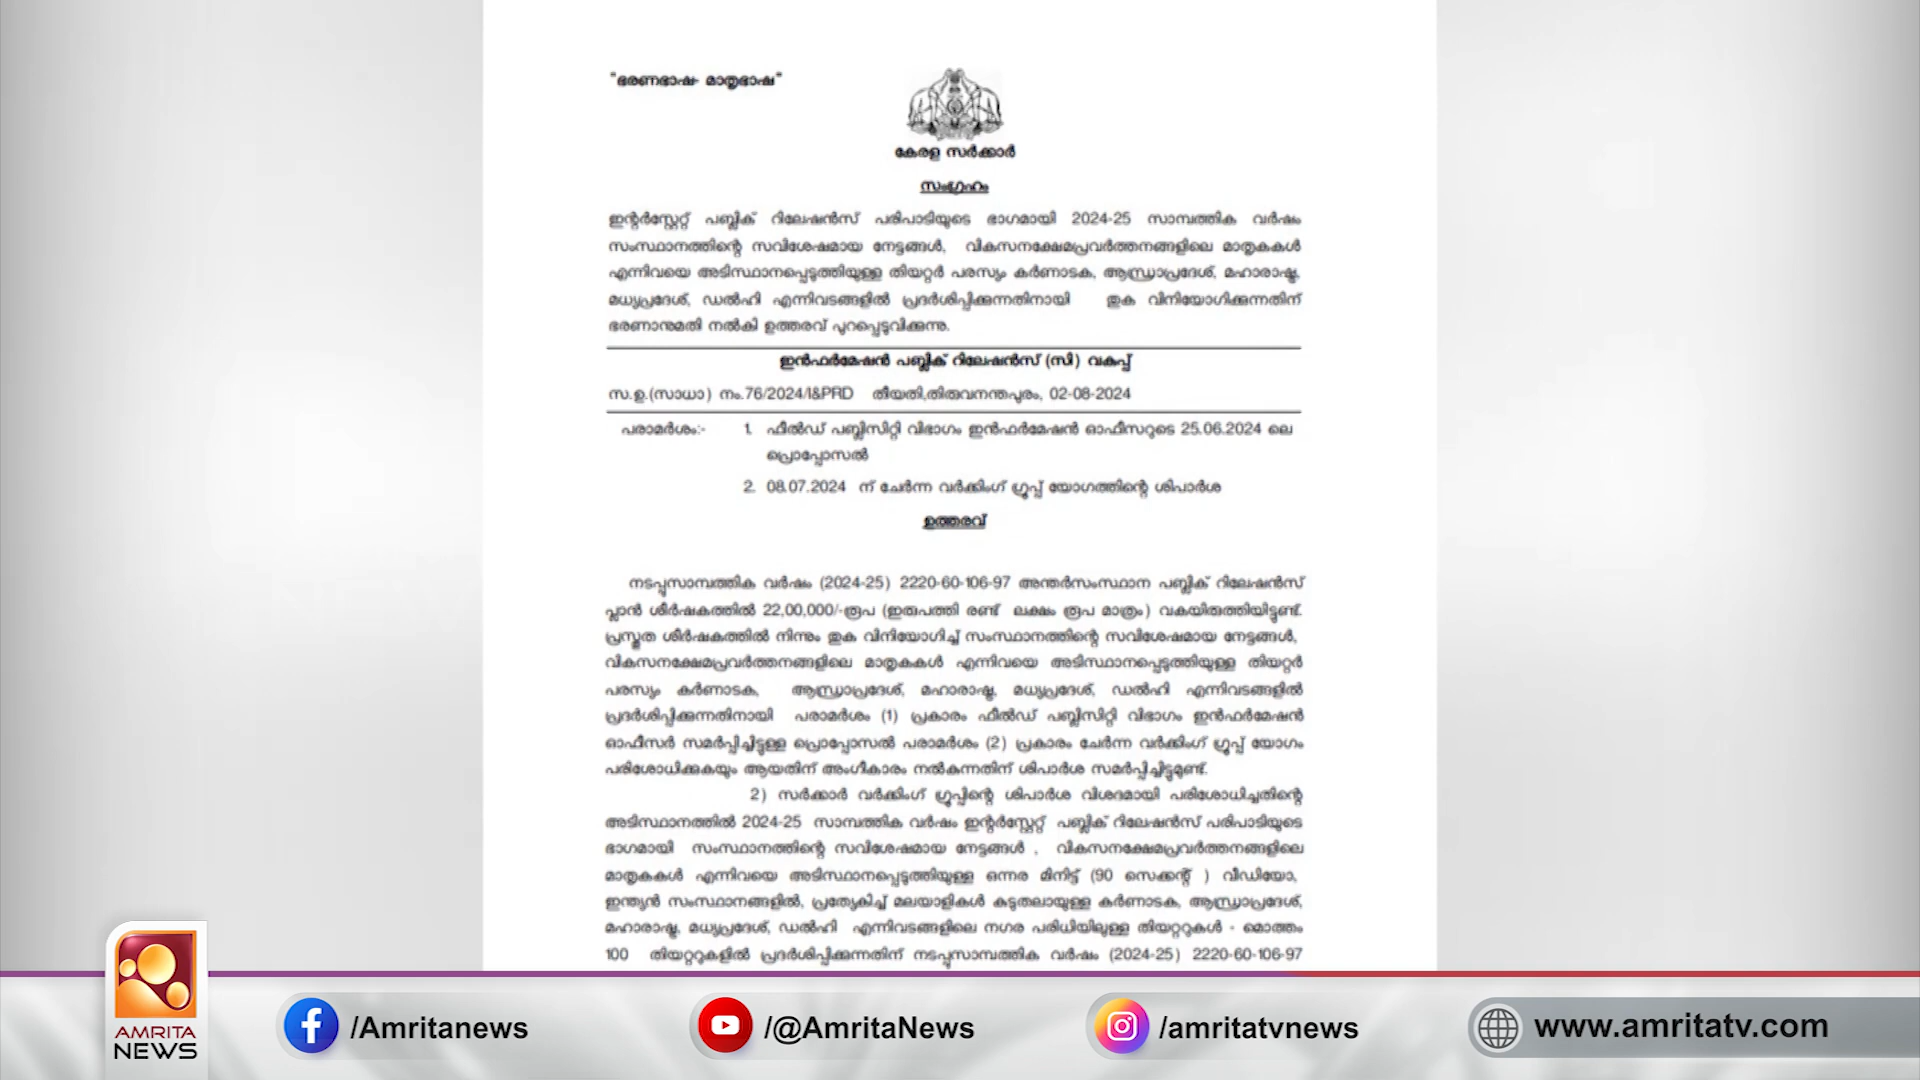 "ഭരണഭാഷ- മാതൃഭാഷ"
കേരള സർക്കാർ
സംഗ്രഹം
ഇന്റർസ്റ്റേറ്റ് പബ്ലിക് റിലേഷൻസ് പരിപാടിയുടെ ഭാഗമായി 2024-25 സാമ്പത്തിക വർഷം
സംസ്ഥാനത്തിന്റെ സവിശേഷമായ നേട്ടങ്ങൾ, വികസനക്ഷേമപ്രവർത്തനങ്ങളിലെ മാതൃകകൾ
എന്നിവയെ അടിസ്ഥാനപ്പെടുത്തിയുള്ള തിയറ്റർ പരസ്യം കർണാടക, ആന്ധ്രാപ്രദേശ്, മഹാരാഷ്ട്ര,
മധ്യപ്രദേശ്, ഡൽഹി എന്നിവടങ്ങളിൽ പ്രദർശിപ്പിക്കുന്നതിനായി തുക വിനിയോഗിക്കുന്നതിന്
ഭരണാനുമതി നൽകി ഉത്തരവ് പുറപ്പെടുവിക്കുന്നു.
ഇൻഫർമേഷൻ പബ്ലിക് റിലേഷൻസ് (സി) വകുപ്പ്
സ.ഉ.(സാധാ) നം.76/2024/I&PRD തീയതി,തിരുവനന്തപുരം, 02-08-2024
പരാമർശം:- 1. ഫീൽഡ് പബ്ലിസിറ്റി വിഭാഗം ഇൻഫർമേഷൻ ഓഫീസറുടെ 25.06.2024 ലെ
പ്രൊപ്പോസൽ
2. 08.07.2024 ന് ചേർന്ന വർക്കിംഗ് ഗ്രൂപ്പ് യോഗത്തിന്റെ ശിപാർശ
ഉത്തരവ്
നടപ്പുസാമ്പത്തിക വർഷം (2024-25) 2220-60-106-97 അന്തർസംസ്ഥാന പബ്ലിക് റിലേഷൻസ്
പ്ലാൻ ശീർഷകത്തിൽ 22,00,000/-രൂപ (ഇരുപത്തി രണ്ട് ലക്ഷം രൂപ മാത്രം) വകയിരുത്തിയിട്ടുണ്ട്.
പ്രസ്തുത ശീർഷകത്തിൽ നിന്നും തുക വിനിയോഗിച്ച് സംസ്ഥാനത്തിന്റെ സവിശേഷമായ നേട്ടങ്ങൾ,
വികസനക്ഷേമപ്രവർത്തനങ്ങളിലെ മാതൃകകൾ എന്നിവയെ അടിസ്ഥാനപ്പെടുത്തിയുള്ള തിയറ്റർ
പരസ്യം കർണാടക, ആന്ധ്രാപ്രദേശ്, മഹാരാഷ്ട്ര, മധ്യപ്രദേശ്, ഡൽഹി എന്നിവടങ്ങളിൽ
പ്രദർശിപ്പിക്കുന്നതിനായി പരാമർശം (1) പ്രകാരം ഫീൽഡ് പബ്ലിസിറ്റി വിഭാഗം ഇൻഫർമേഷൻ
ഓഫീസർ സമർപ്പിച്ചിട്ടുള്ള പ്രൊപ്പോസൽ പരാമർശം (2) പ്രകാരം ചേർന്ന വർക്കിംഗ് ഗ്രൂപ്പ് യോഗം
പരിശോധിക്കുകയും ആയതിന് അംഗീകാരം നൽകുന്നതിന് ശിപാർശ സമർപ്പിച്ചിട്ടുമുണ്ട്.
2) സർക്കാർ വർക്കിംഗ് ഗ്രൂപ്പിന്റെ ശിപാർശ വിശദമായി പരിശോധിച്ചതിന്റെ
അടിസ്ഥാനത്തിൽ 2024-25 സാമ്പത്തിക വർഷം ഇന്റർസ്റ്റേറ്റ് പബ്ലിക് റിലേഷൻസ് പരിപാടിയുടെ
ഭാഗമായി സംസ്ഥാനത്തിന്റെ സവിശേഷമായ നേട്ടങ്ങൾ , വികസനക്ഷേമപ്രവർത്തനങ്ങളിലെ
മാതൃകകൾ എന്നിവയെ അടിസ്ഥാനപ്പെടുത്തിയുള്ള ഒന്നര മിനിട്ട് (90 സെക്കന്റ് ) വീഡിയോ,
ഇന്ത്യൻ സംസ്ഥാനങ്ങളിൽ, പ്രത്യേകിച്ച് മലയാളികൾ കൂടുതലായുള്ള കർണാടക, ആന്ധ്രാപ്രദേശ്,
മഹാരാഷ്ട്ര, മധ്യപ്രദേശ്, ഡൽഹി എന്നിവടങ്ങളിലെ നഗര പരിധിയിലുള്ള തിയറ്ററുകൾ - മൊത്തം
100 തിയറ്ററുകളിൽ പ്രദർശിപ്പിക്കുന്നതിന് നടപ്പുസാമ്പത്തിക വർഷം (2024-25) 2220-60-106-97
AMRITA
NEWS
/Amritanews
/@AmritaNews
/amritatvnews
www.amritatv.com